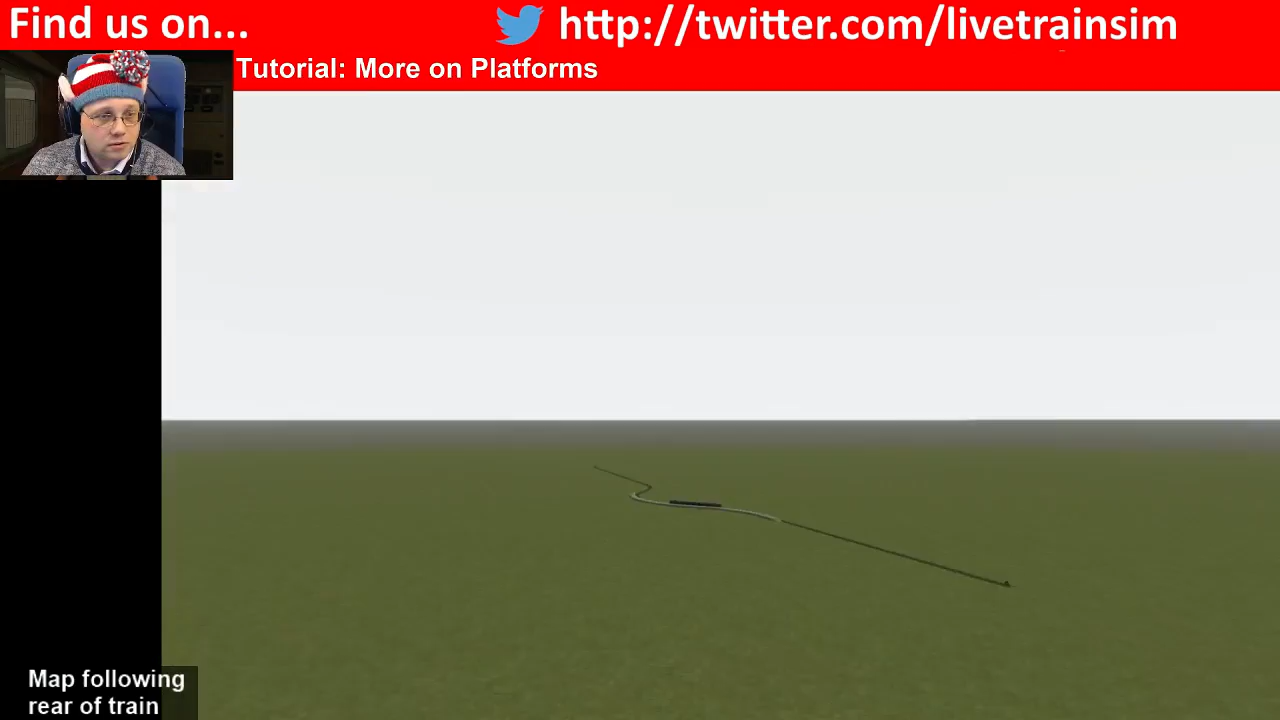 Find us on...
http://twitter.com/livetrainsim
Tutorial: More on Platforms
Map following
rear of train